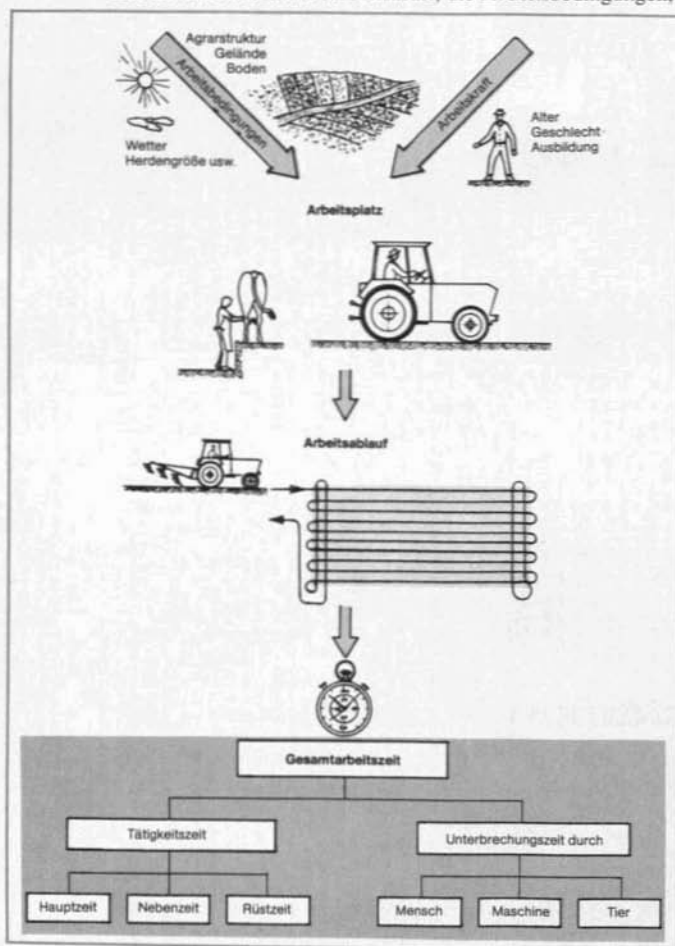 Agrarstruktur
Gelände
Boden
Arbeitsbedingungen
Arbeitskraft
Wetter
Herdengröße usw.
Alter
Geschlecht
Ausbildung
Arbeitsplatz
Arbeitsablauf
Gesamtarbeitszeit
Tätigkeitszeit
Unterbrechungszeit durch
Hauptzeit
Nebenzeit
Rüstzeit
Mensch
Maschine
Tier